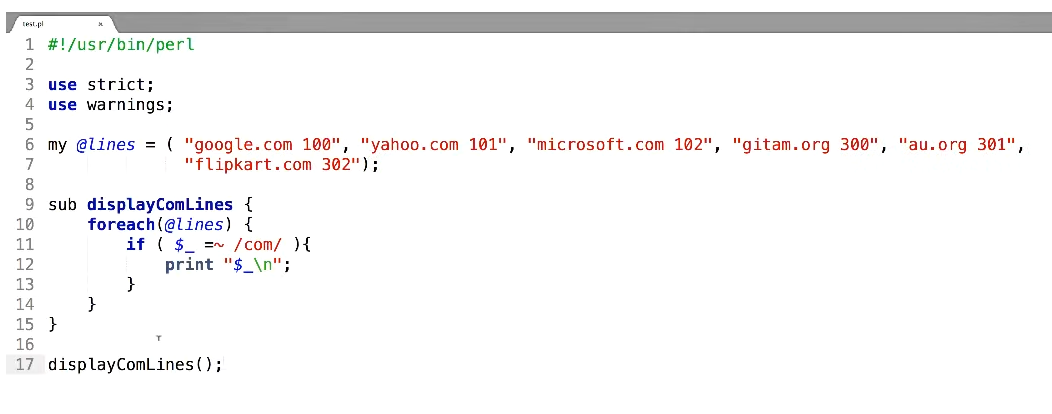 test.pl x
1 #!/usr/bin/perl
2
3 use strict;
4 use warnings;
5
6 my @lines = ( "google.com 100", "yahoo.com 101", "microsoft.com 102", "gitam.org 300", "au.org 301",
7 "flipkart.com 302");
8
9 sub displayComLines {
10 foreach(@lines) {
11 if ( $_ =~ /com/ ){
12 print "$_\n";
13 }
14 }
15 }
16
17 displayComLines();